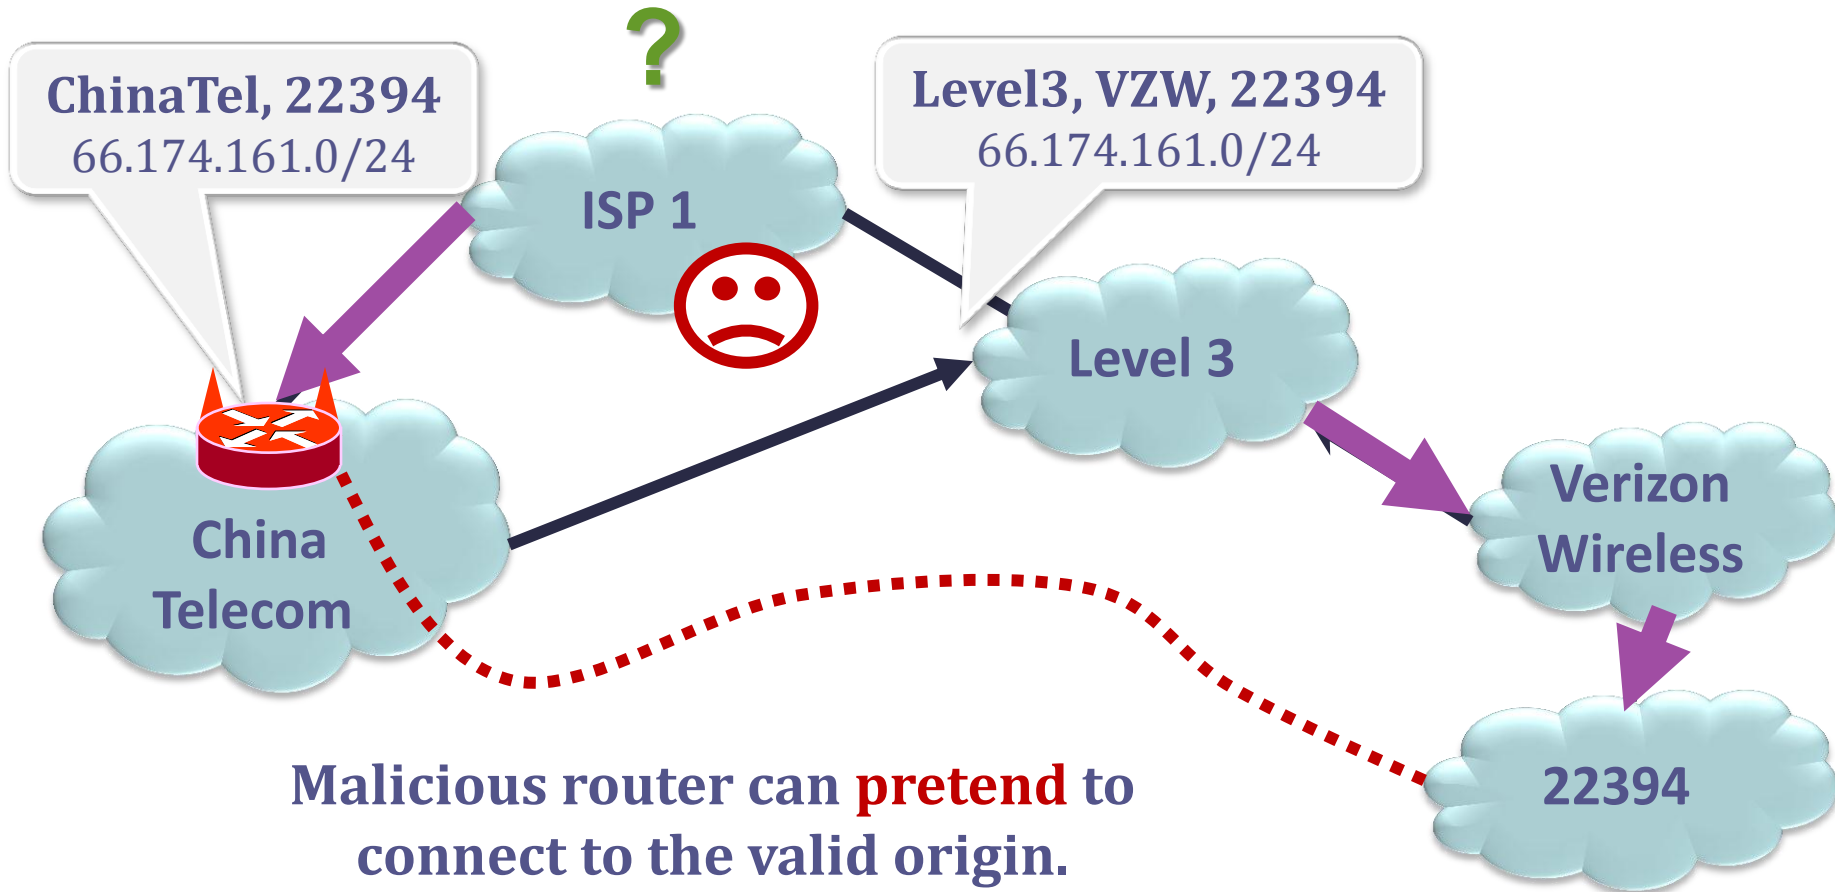 ?
ChinaTel, 22394
66.174.161.0/24
Level3, VZW, 22394
66.174.161.0/24
ISP 1
Level 3
China
Telecom
Verizon
Wireless
22394
Malicious router can pretend to
connect to the valid origin.